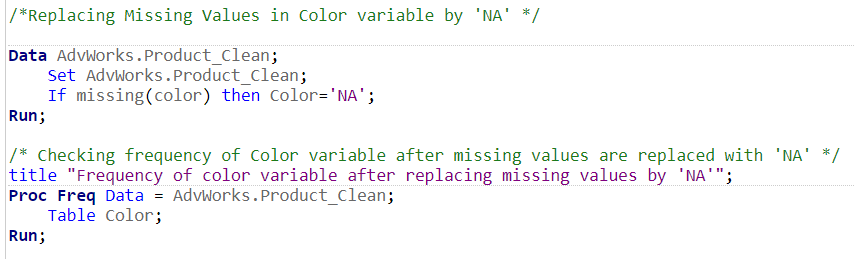 /*Replacing Missing Values in Color variable by 'NA' */
Data AdvWorks.Product_Clean;
    Set AdvWorks.Product_Clean;
    If missing(color) then Color='NA';
Run;
/* Checking frequency of Color variable after missing values are replaced with 'NA' */
title "Frequency of color variable after replacing missing values by 'NA'";
Proc Freq Data = AdvWorks.Product_Clean;
    Table Color;
Run;